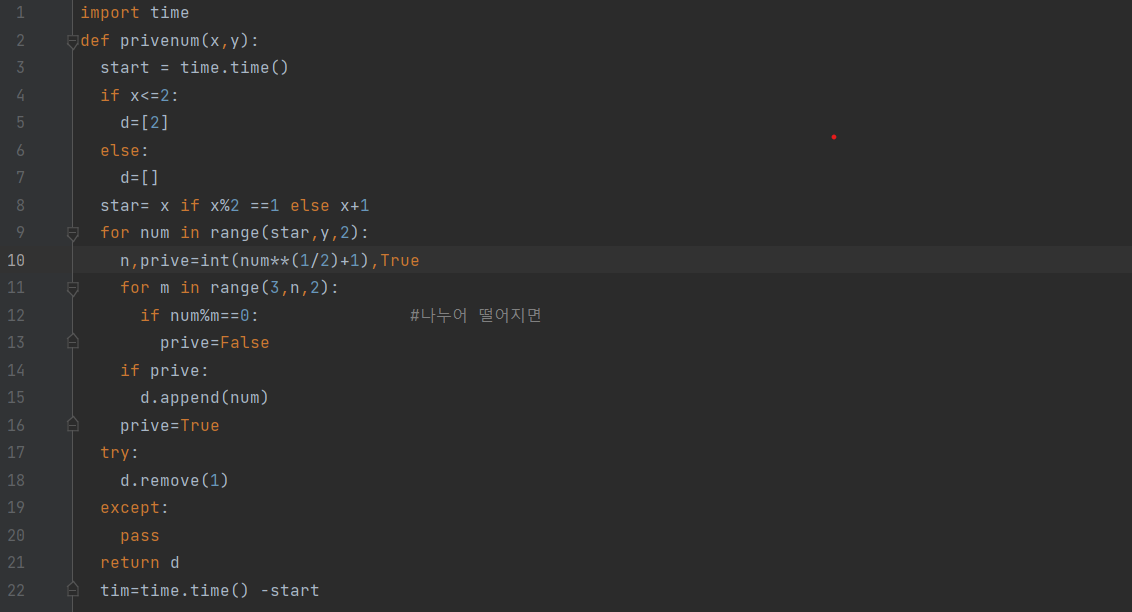 1 import time
2 def privenum(x,y):
3   start = time.time()
4   if x<=2:
5     d=[2]
6   else:
7     d=[]
8   star= x if x%2 ==1 else x+1
9   for num in range(star,y,2):
10     n,prive=int(num**(1/2)+1),True
11     for m in range(3,n,2):
12       if num%m==0:               #나누어 떨어지면
13         prive=False
14     if prive:
15       d.append(num)
16     prive=True
17   try:
18     d.remove(1)
19   except:
20     pass
21   return d
22   tim=time.time() -start